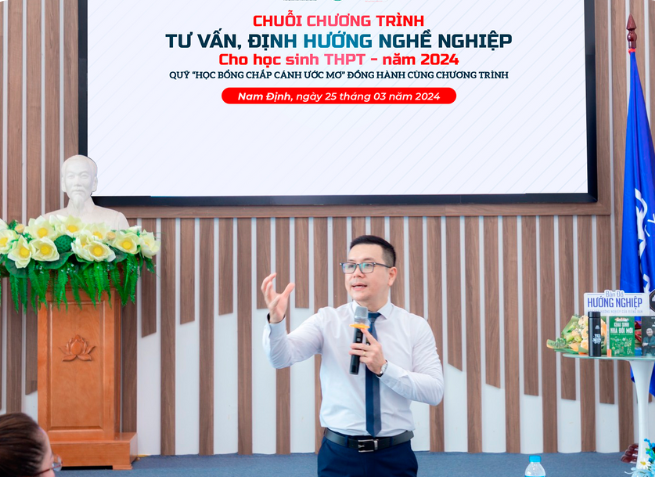 CHUỖI CHƯƠNG TRÌNH
TƯ VẤN, ĐỊNH HƯỚNG NGHỀ NGHIỆP
Cho học sinh THPT - năm 2024
QUỸ "HỌC BỔNG CHẮP CÁNH ƯỚC MƠ" ĐỒNG HÀNH CÙNG CHƯƠNG TRÌNH
Nam Định, ngày 25 tháng 03 năm 2024
HƯỚNG NGHIỆP